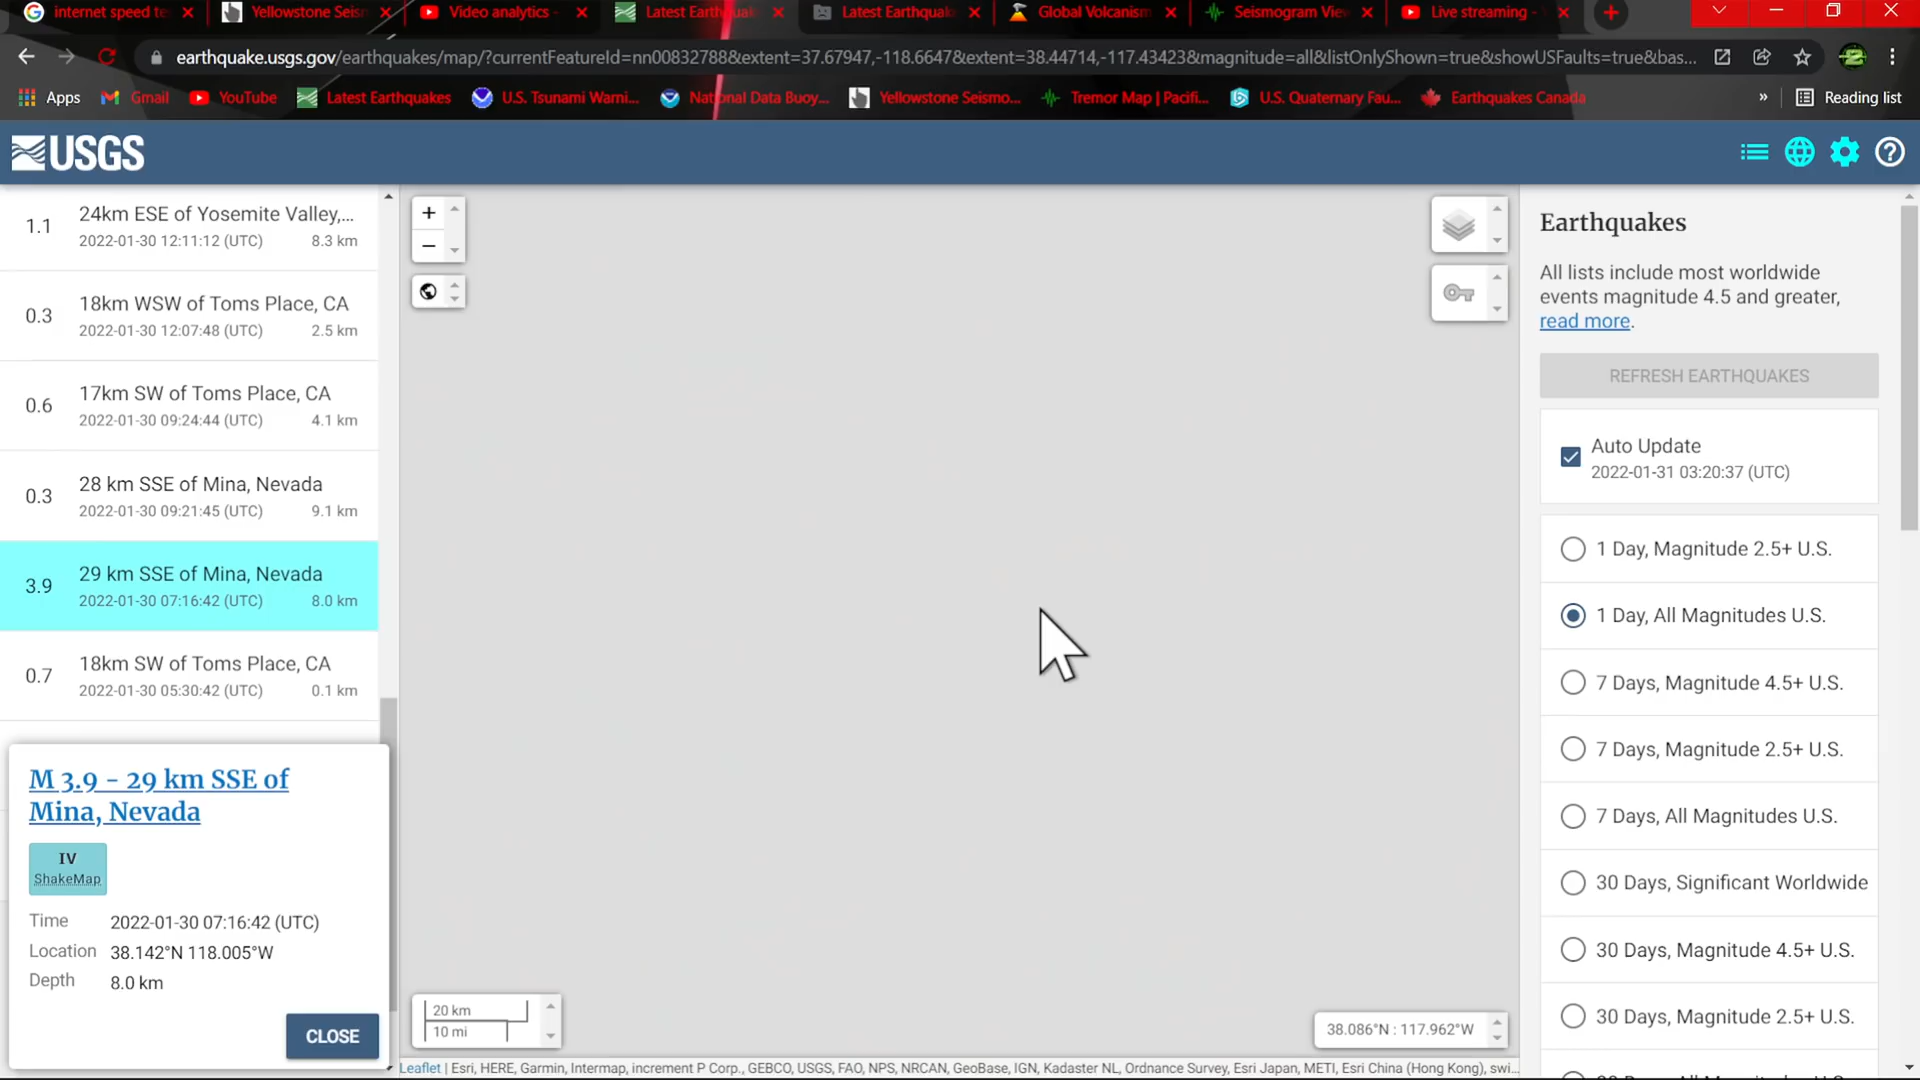 internet speed te
Yellowstone Seis
Video analytics -
Latest Earthquak
Latest Earthquak
Global Volcanism
Seismogram View
Live streaming -
earthquake.usgs.gov/earthquakes/map/?currentFeatureId=nn00832788&extent=37.67947,-118.6647&extent=38.44714,-117.43423&magnitude=all&listOnlyShown=true&showUSFaults=true&bas...
Apps
Gmail
YouTube
Latest Earthquakes
U.S. Tsunami Warni...
National Data Buoy...
Yellowstone Seismo...
Tremor Map | Pacifi...
U.S. Quaternary Fau...
Earthquakes Canada
»
Reading list
USGS
1.1
24km ESE of Yosemite Valley,...
2022-01-30 12:11:12 (UTC) 8.3 km
0.3
18km WSW of Toms Place, CA
2022-01-30 12:07:48 (UTC) 2.5 km
0.6
17km SW of Toms Place, CA
2022-01-30 09:24:44 (UTC) 4.1 km
0.3
28 km SSE of Mina, Nevada
2022-01-30 09:21:45 (UTC) 9.1 km
3.9
29 km SSE of Mina, Nevada
2022-01-30 07:16:42 (UTC) 8.0 km
0.7
18km SW of Toms Place, CA
2022-01-30 05:30:42 (UTC) 0.1 km
M 3.9 - 29 km SSE of
Mina, Nevada
IV
ShakeMap
Time 2022-01-30 07:16:42 (UTC)
Location 38.142°N 118.005°W
Depth 8.0 km
CLOSE
+
−
20 km
10 mi
38.086°N : 117.962°W
Leaflet | Esri, HERE, Garmin, Intermap, increment P Corp., GEBCO, USGS, FAO, NPS, NRCAN, GeoBase, IGN, Kadaster NL, Ordnance Survey, Esri Japan, METI, Esri China (Hong Kong), swi...
Earthquakes
All lists include most worldwide
events magnitude 4.5 and greater,
read more.
REFRESH EARTHQUAKES
Auto Update
2022-01-31 03:20:37 (UTC)
1 Day, Magnitude 2.5+ U.S.
1 Day, All Magnitudes U.S.
7 Days, Magnitude 4.5+ U.S.
7 Days, Magnitude 2.5+ U.S.
7 Days, All Magnitudes U.S.
30 Days, Significant Worldwide
30 Days, Magnitude 4.5+ U.S.
30 Days, Magnitude 2.5+ U.S.